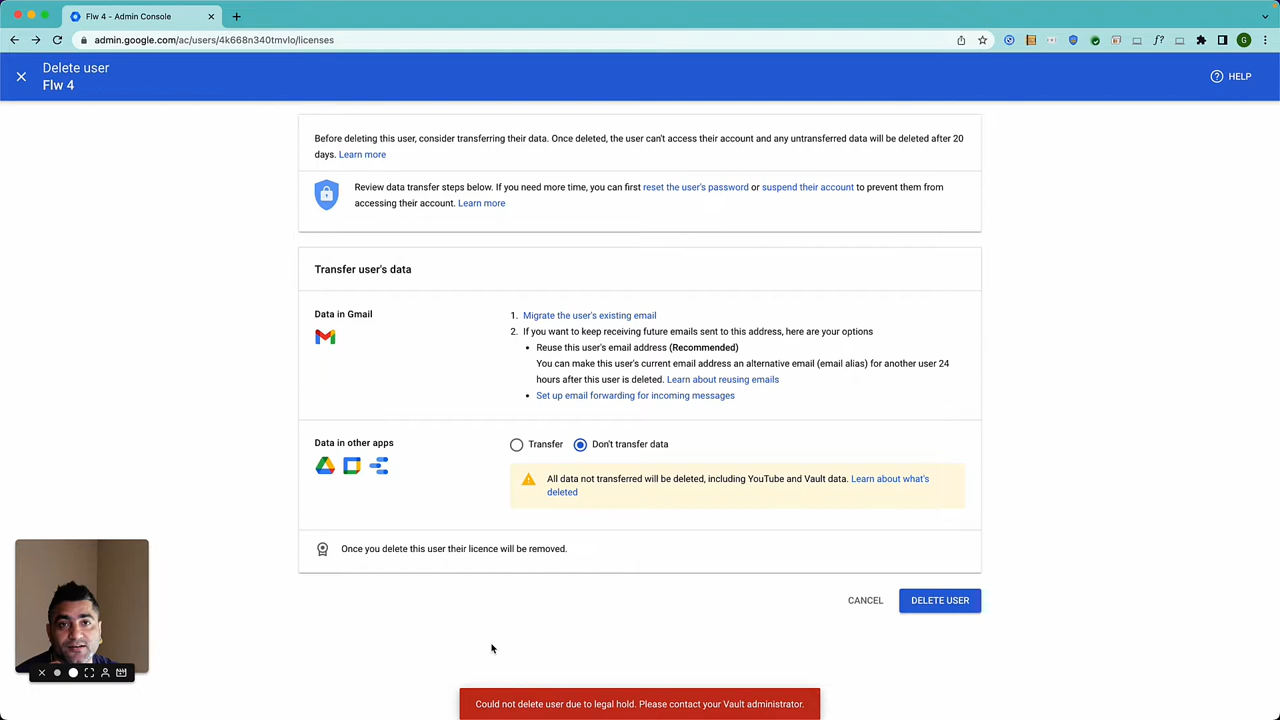 Flw 4 - Admin Console
admin.google.com/ac/users/4k668n340tmvlo/licenses
G
Delete user
Flw 4
HELP
Before deleting this user, consider transferring their data. Once deleted, the user can't access their account and any untransferred data will be deleted after 20
days. Learn more
Review data transfer steps below. If you need more time, you can first reset the user's password or suspend their account to prevent them from
accessing their account. Learn more
Transfer user's data
Data in Gmail
1. Migrate the user's existing email
2. If you want to keep receiving future emails sent to this address, here are your options
• Reuse this user's email address (Recommended)
You can make this user's current email address an alternative email (email alias) for another user 24
hours after this user is deleted. Learn about reusing emails
• Set up email forwarding for incoming messages
Data in other apps
Transfer Don't transfer data
All data not transferred will be deleted, including YouTube and Vault data. Learn about what's
deleted
Once you delete this user their licence will be removed.
CANCEL DELETE USER
Could not delete user due to legal hold. Please contact your Vault administrator.